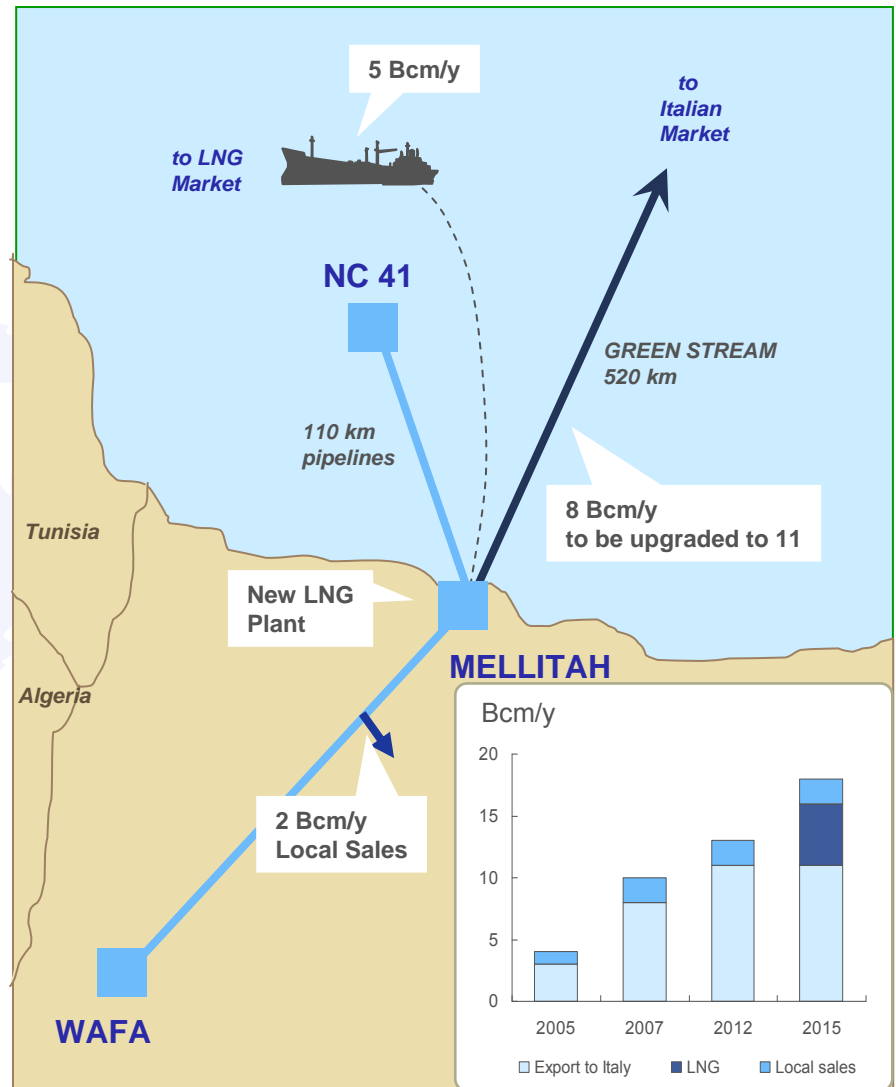 5 Bcm/y
to
Italian
Market
to LNG
Market
NC 41
GREEN STREAM
520 km
110 km
pipelines
8 Bcm/y
to be upgraded to 11
Tunisia
New LNG
Plant
MELLITAH
Algeria
2 Bcm/y
Local Sales
WAFA
Bcm/y
20
15
10
5
0
2005 2007 2012 2015
Export to Italy LNG Local sales